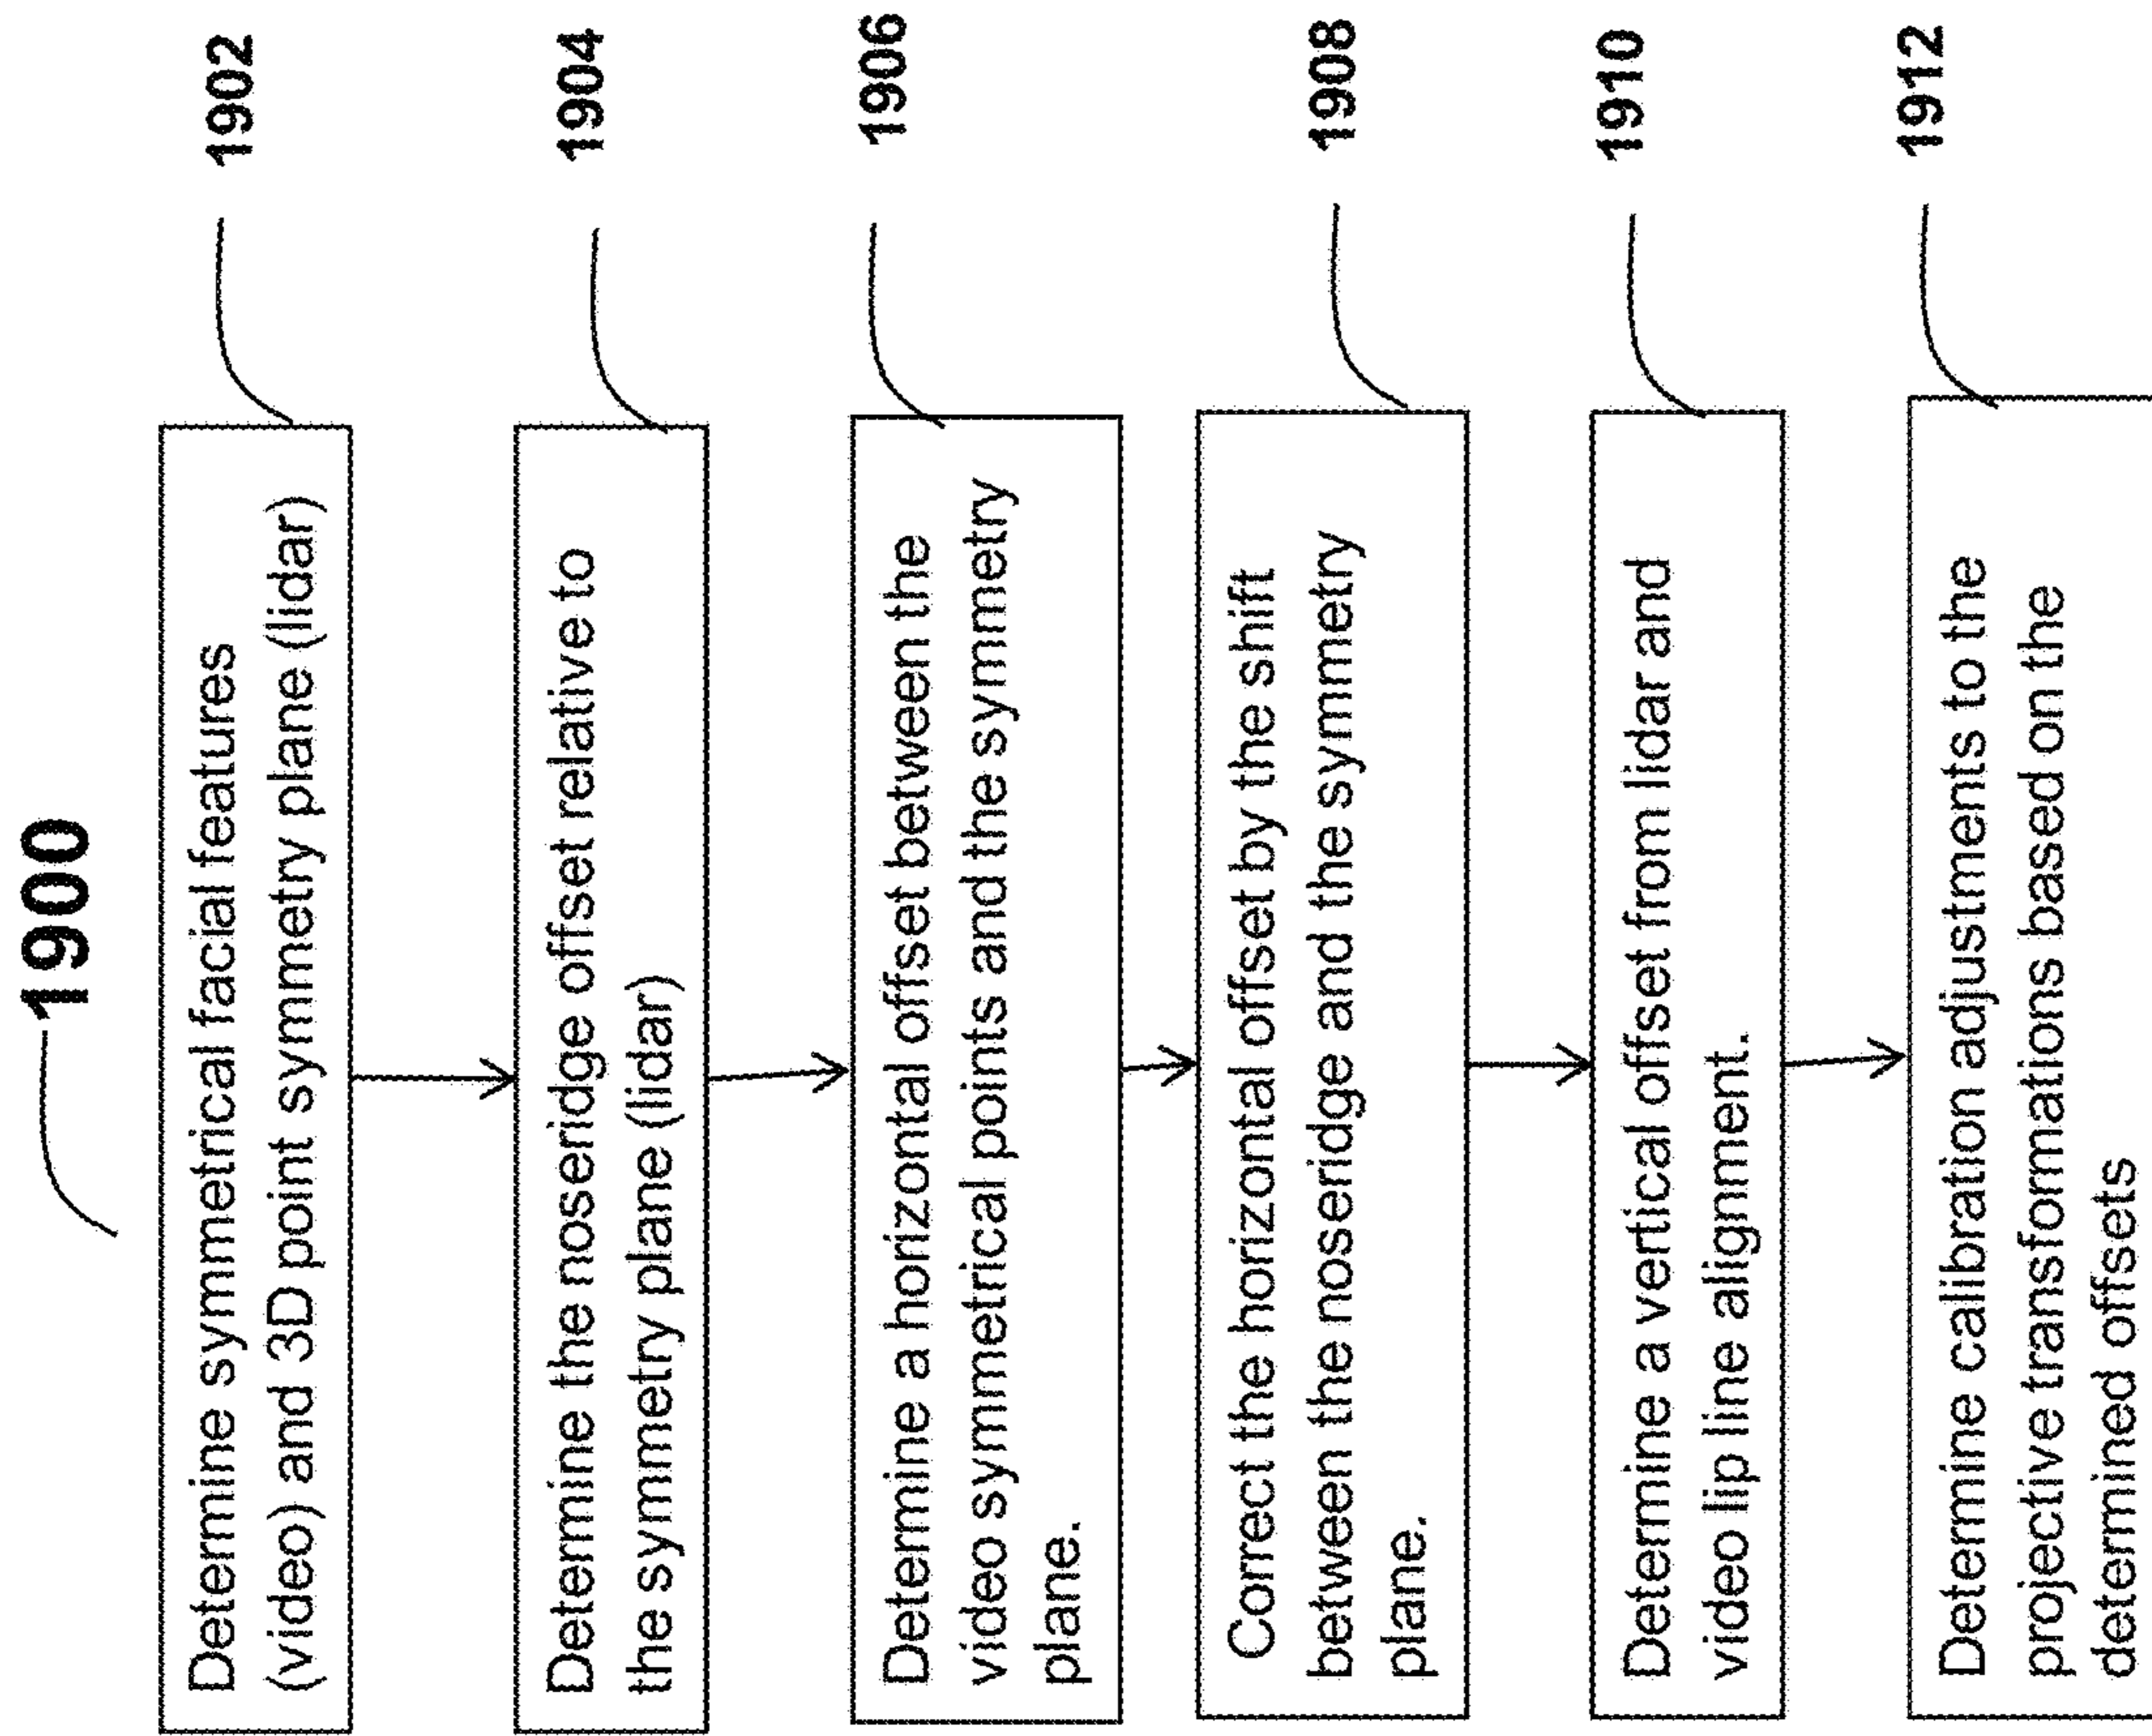 1900
Determine symmetrical facial features
(video) and 3D point symmetry plane (lidar)
1902
Determine the noseridge offset relative to
the symmetry plane (lidar)
1904
Determine a horizontal offset between the
video symmetrical points and the symmetry
plane.
1906
Correct the horizontal offset by the shift
between the noseridge and the symmetry
plane.
1908
Determine a vertical offset from lidar and
video lip line alignment.
1910
Determine calibration adjustments to the
projective transformations based on the
determined offsets
1912